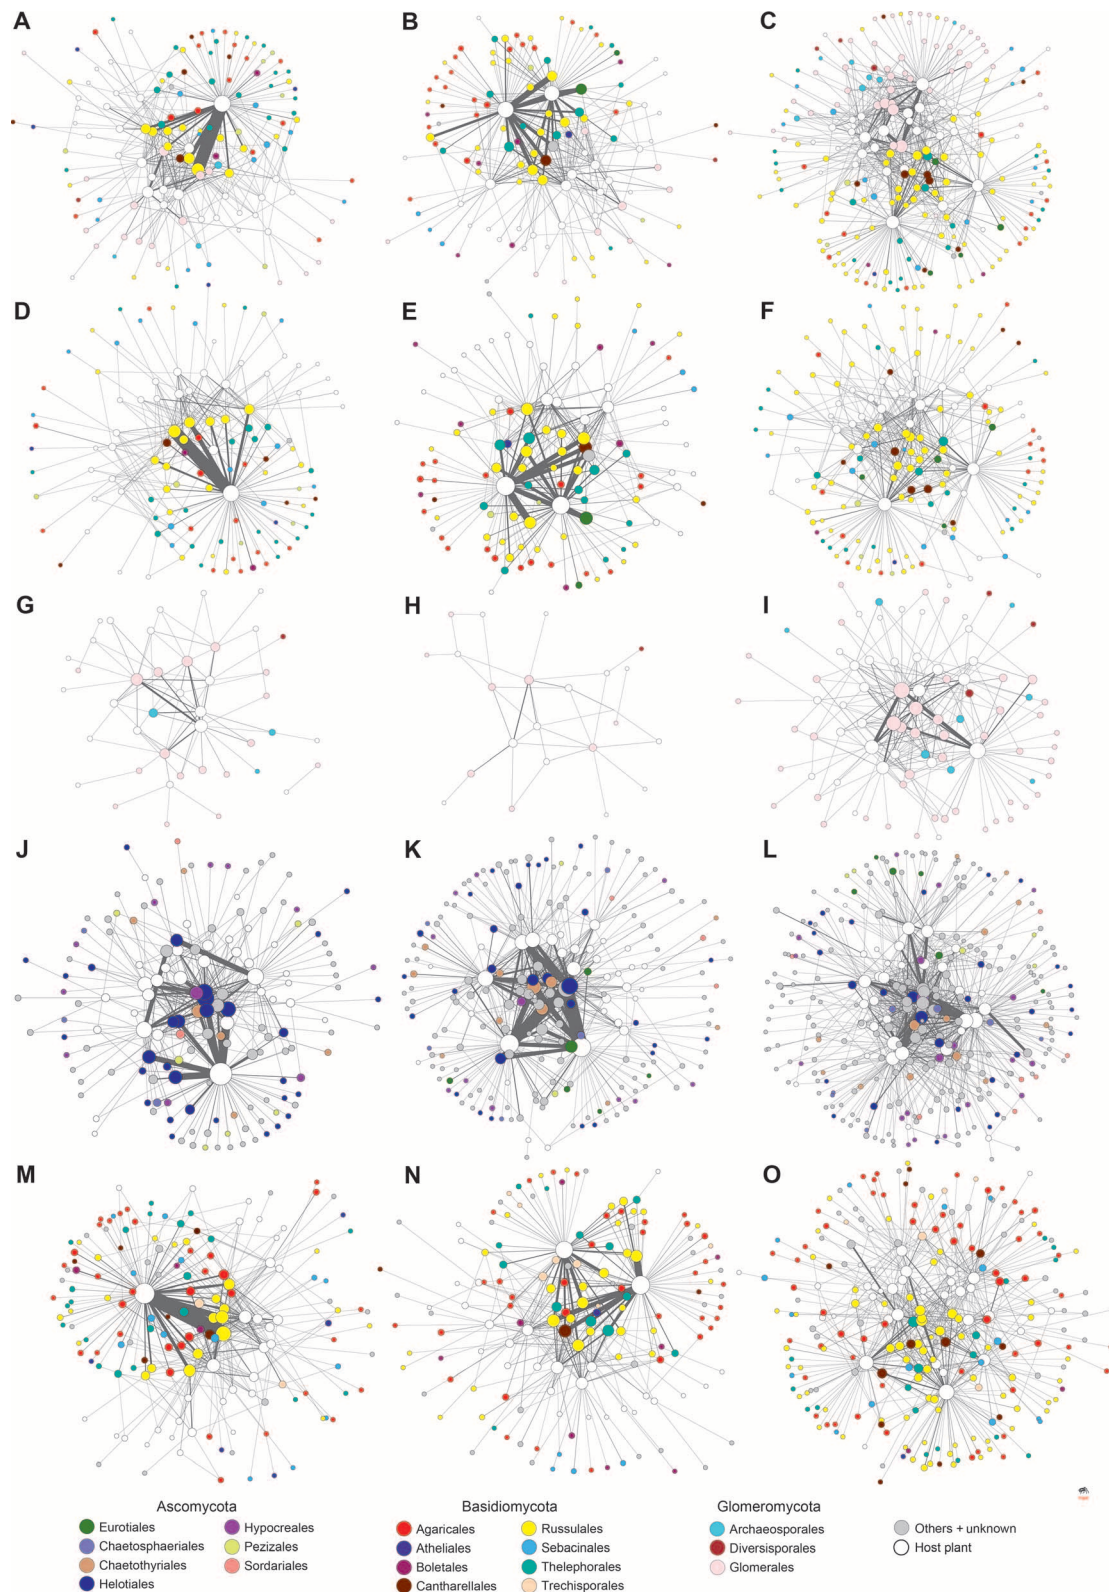 A
B
C
D
E
F
G
H
I
J
K
L
M
N
O
Ascomycota
Basidiomycota
Glomeromycota
Eurotiales
Hypocreales
Agaricales
Russulales
Archaeosporales
Others + unknown
Chaetosphaeriales
Pezizales
Atheliales
Sebacinales
Diversisporales
Host plant
Chaetothyriales
Sordariales
Boletales
Thelephorales
Glomerales
Helotiales
Cantharellales
Trechisporales